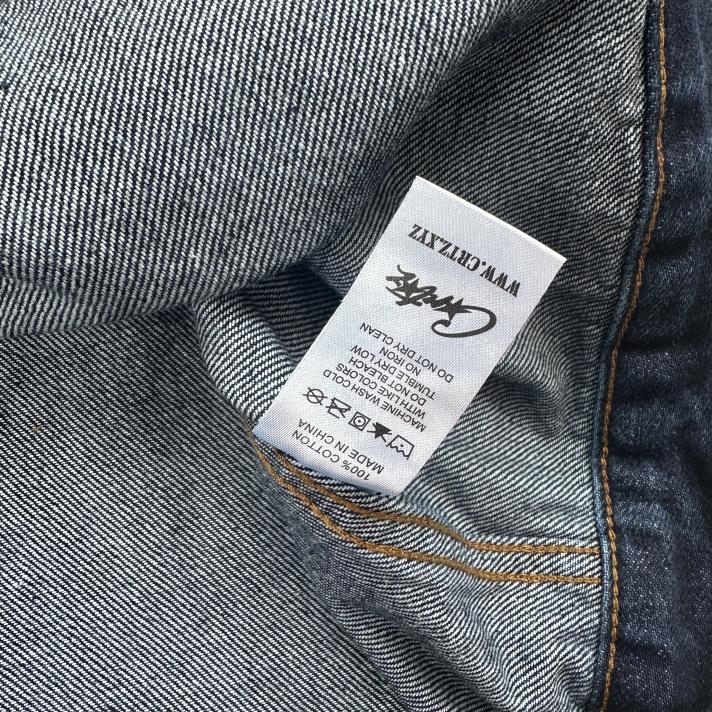 100% COTTON
MADE IN CHINA
MACHINE WASH COLD
WITH LIKE COLORS
DO NOT BLEACH
TUMBLE DRY LOW
NO IRON
DO NOT DRY CLEAN
Corteiz
WWW.CRTZ.XYZ